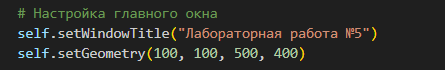 # Настройка главного окна
self.setWindowTitle("Лабораторная работа №5")
self.setGeometry(100, 100, 500, 400)